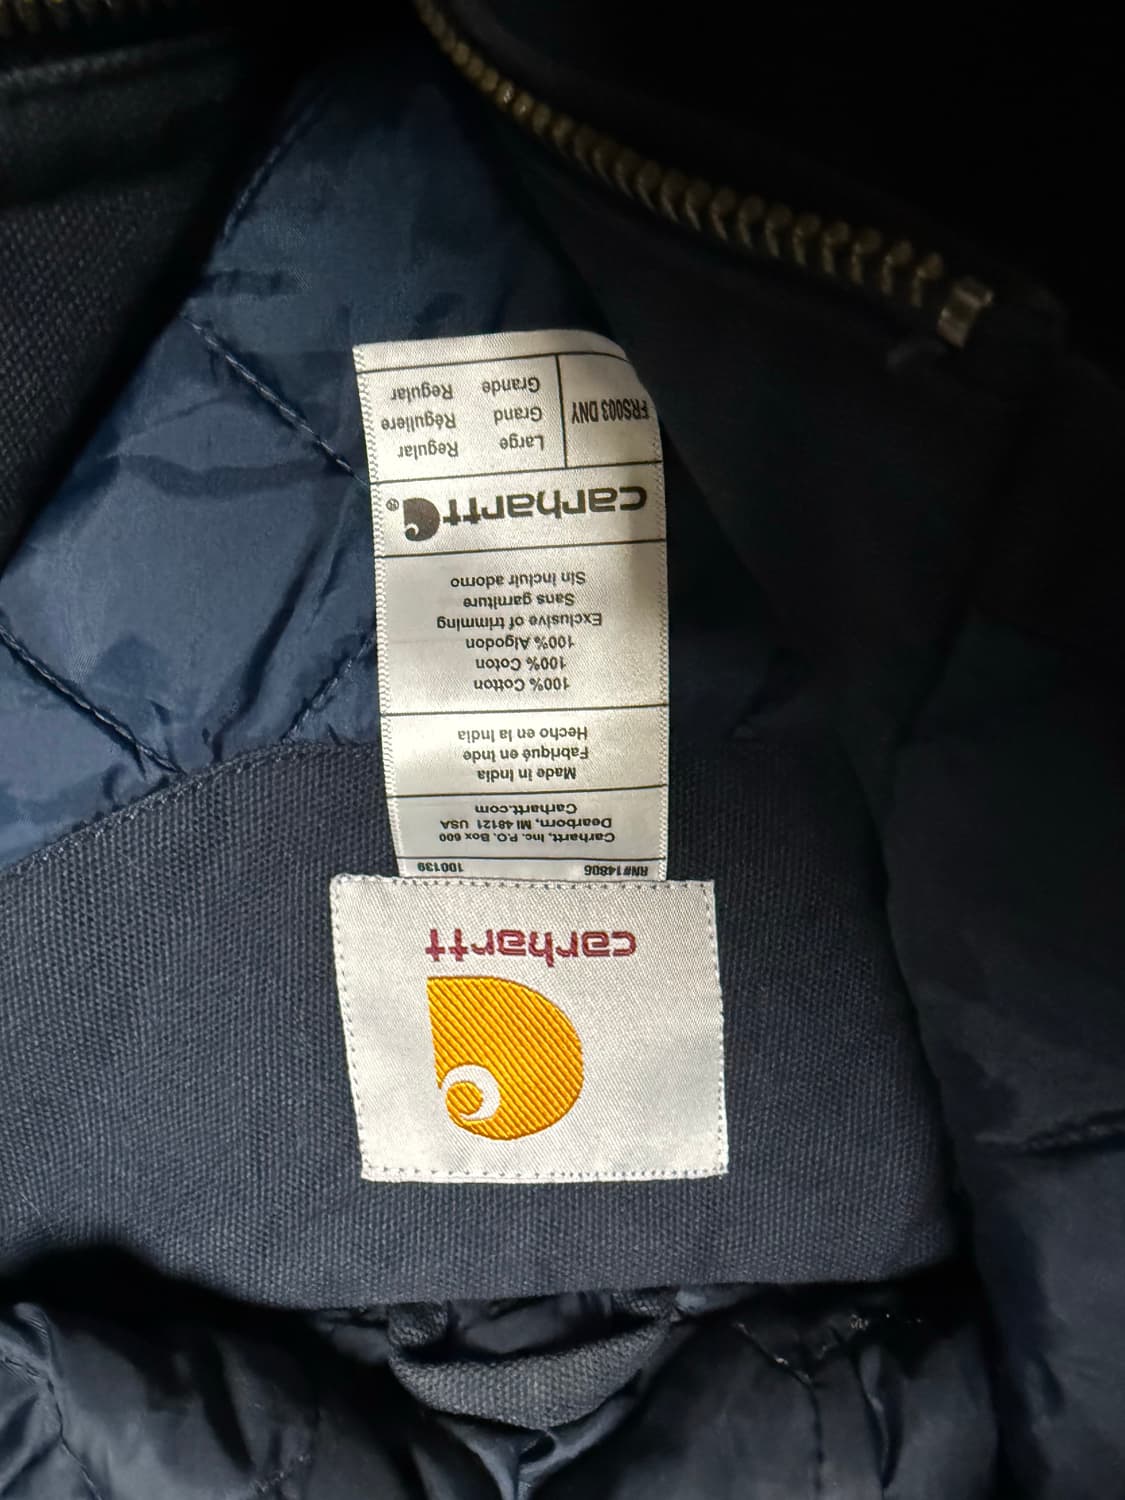 carhartt
RN#14806 100139
Carhartt, Inc. P.O. Box 600
Dearborn, MI 48121 USA
Carhartt.com
Made in India
Fabriqué en Inde
Hecho en la India
100% Cotton
100% Coton
100% Algodon
Exclusive of trimming
Sans garniture
Sin incluir adorno
carhartt ®
FRS003 DNY
Large Regular
Grand Réguliere
Grande Regular